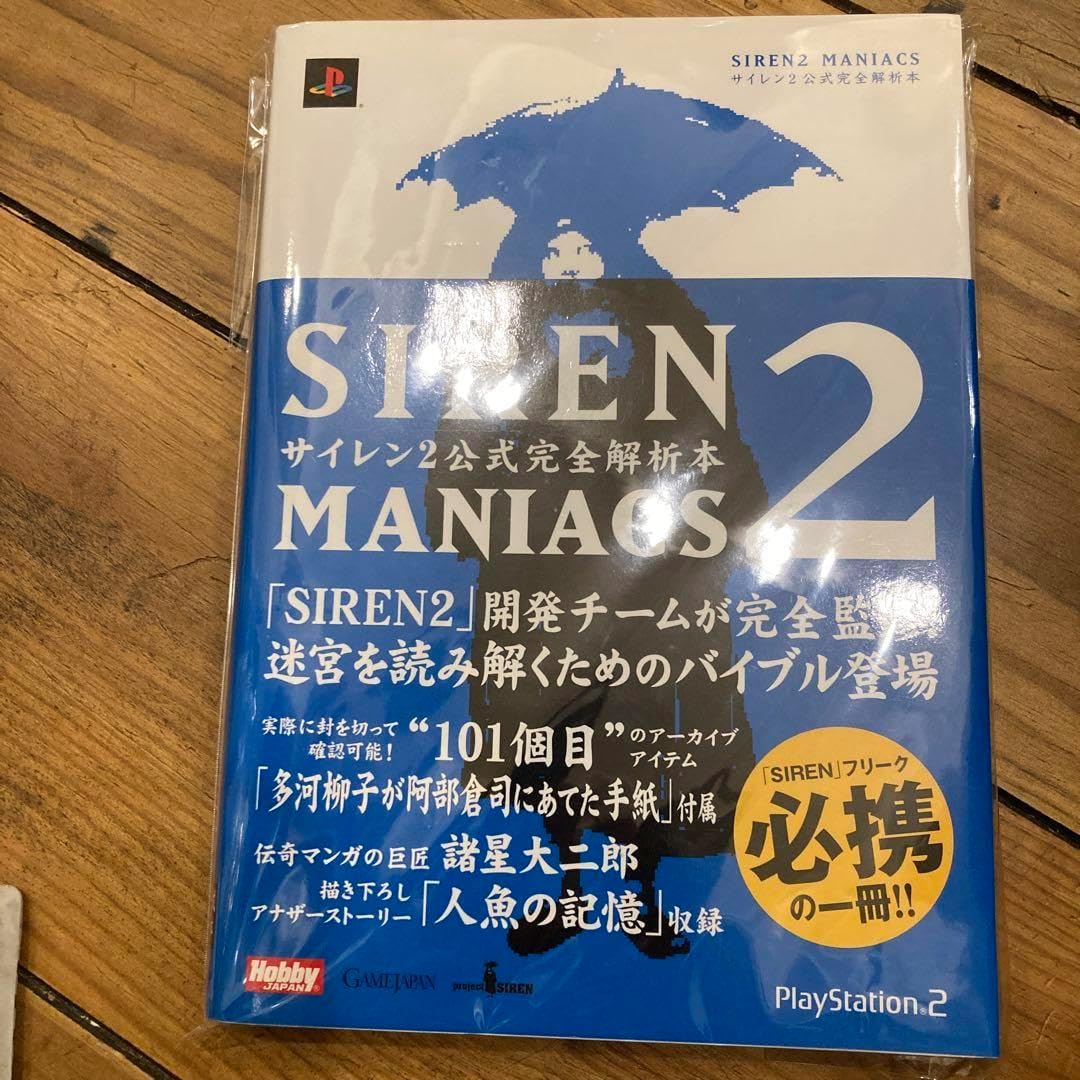 SIREN2 MANIACS
サイレン2公式完全解析本
SIREN2
サイレン2公式完全解析本
MANIACS
「SIREN2」開発チームが完全監
迷宮を読み解くためのバイブル登場
実際に封を切って
確認可能！
“101個目”のアーカイブ
アイテム
「多河柳子が阿部倉司にあてた手紙」付属
伝奇マンガの巨匠 諸星大二郎
描き下ろし
アナザーストーリー「人魚の記憶」収録
「SIREN」フリーク
必携
の一冊!!
Hobby
JAPAN
GAMEJAPAN
project SIREN
PlayStation®2